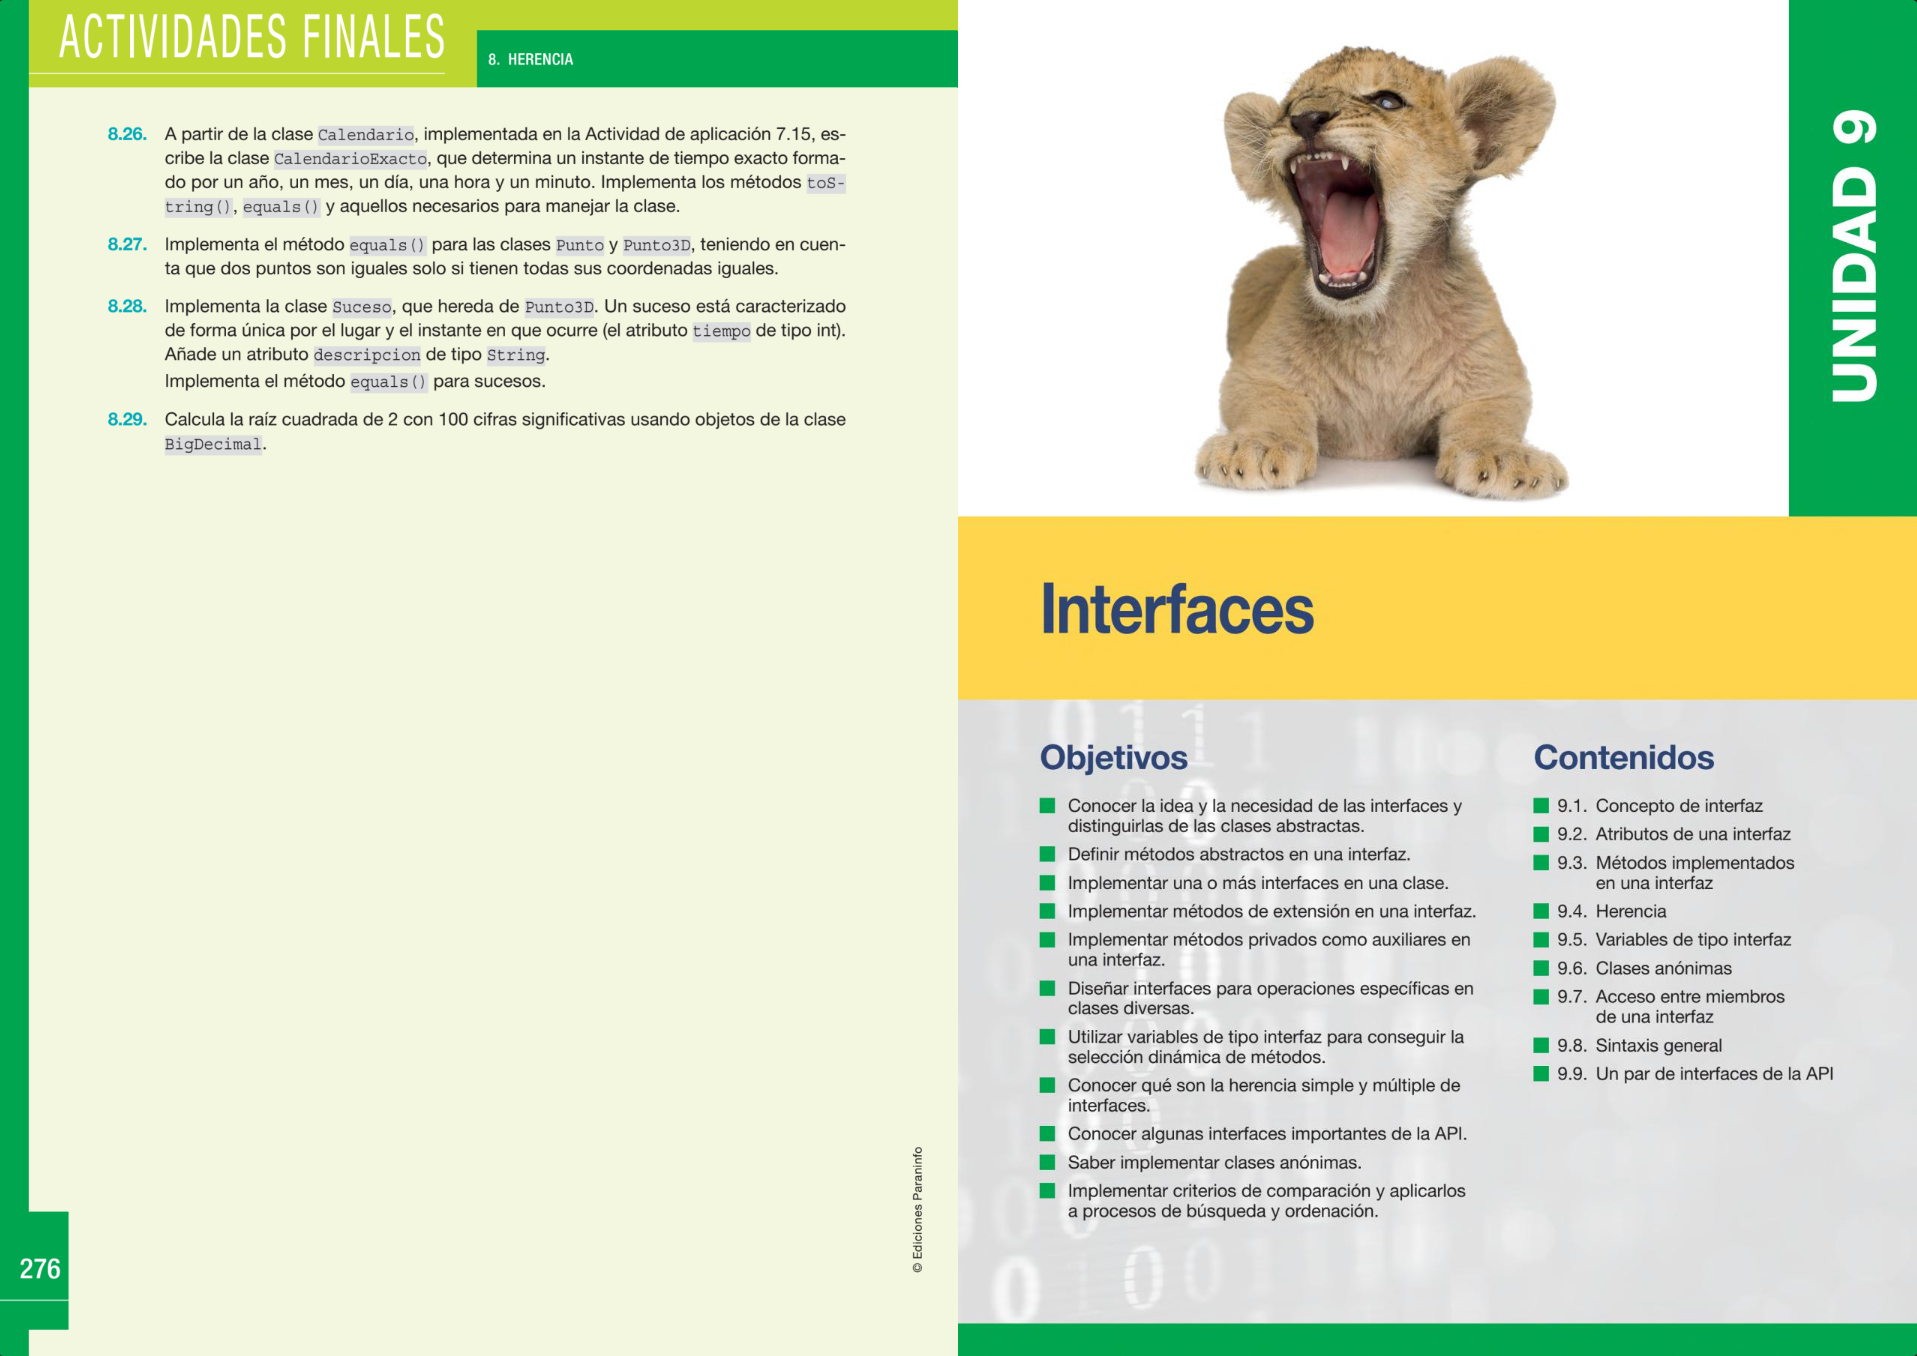 ACTIVIDADES FINALES
8. HERENCIA
8.26. A partir de la clase Calendario, implementada en la Actividad de aplicación 7.15, es-
cribe la clase CalendarioExacto, que determina un instante de tiempo exacto forma-
do por un año, un mes, un día, una hora y un minuto. Implementa los métodos toS-
tring(), equals() y aquellos necesarios para manejar la clase.
8.27. Implementa el método equals() para las clases Punto y Punto3D, teniendo en cuen-
ta que dos puntos son iguales solo si tienen todas sus coordenadas iguales.
8.28. Implementa la clase Suceso, que hereda de Punto3D. Un suceso está caracterizado
de forma única por el lugar y el instante en que ocurre (el atributo tiempo de tipo int).
Añade un atributo descripcion de tipo String.
Implementa el método equals() para sucesos.
8.29. Calcula la raíz cuadrada de 2 con 100 cifras significativas usando objetos de la clase
BigDecimal.
© Ediciones Paraninfo
276
UNIDAD 9
Interfaces
Objetivos
Conocer la idea y la necesidad de las interfaces y
distinguirlas de las clases abstractas.
Definir métodos abstractos en una interfaz.
Implementar una o más interfaces en una clase.
Implementar métodos de extensión en una interfaz.
Implementar métodos privados como auxiliares en
una interfaz.
Diseñar interfaces para operaciones específicas en
clases diversas.
Utilizar variables de tipo interfaz para conseguir la
selección dinámica de métodos.
Conocer qué son la herencia simple y múltiple de
interfaces.
Conocer algunas interfaces importantes de la API.
Saber implementar clases anónimas.
Implementar criterios de comparación y aplicarlos
a procesos de búsqueda y ordenación.
Contenidos
9.1. Concepto de interfaz
9.2. Atributos de una interfaz
9.3. Métodos implementados
en una interfaz
9.4. Herencia
9.5. Variables de tipo interfaz
9.6. Clases anónimas
9.7. Acceso entre miembros
de una interfaz
9.8. Sintaxis general
9.9. Un par de interfaces de la API